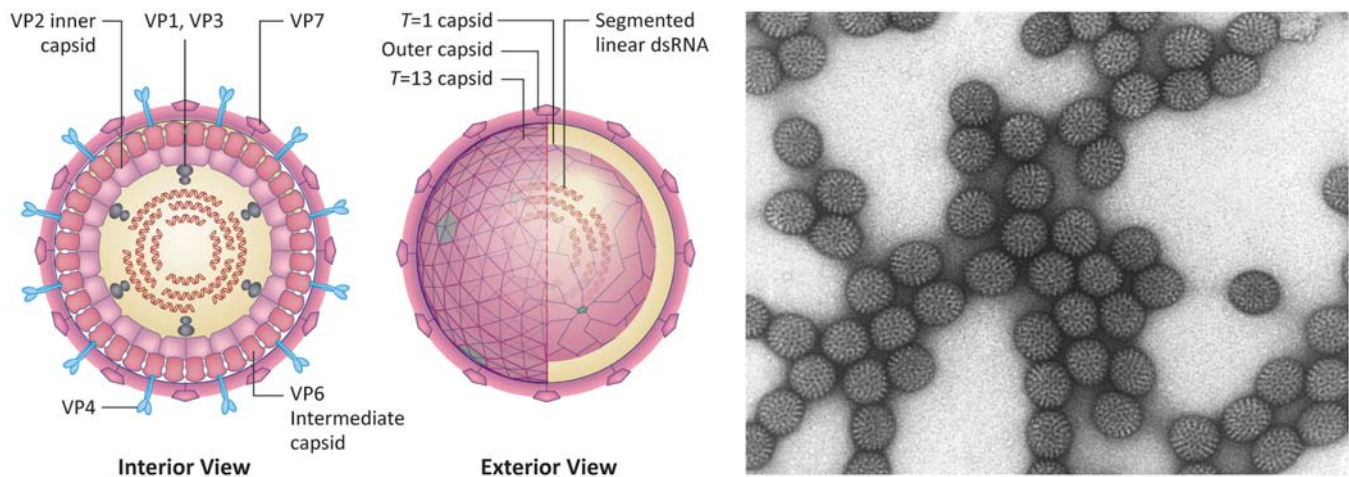 VP2 inner
capsid
VP1, VP3
VP7
VP4
VP6
Intermediate
capsid
Interior View
T=1 capsid
Outer capsid
T=13 capsid
Segmented
linear dsRNA
Exterior View